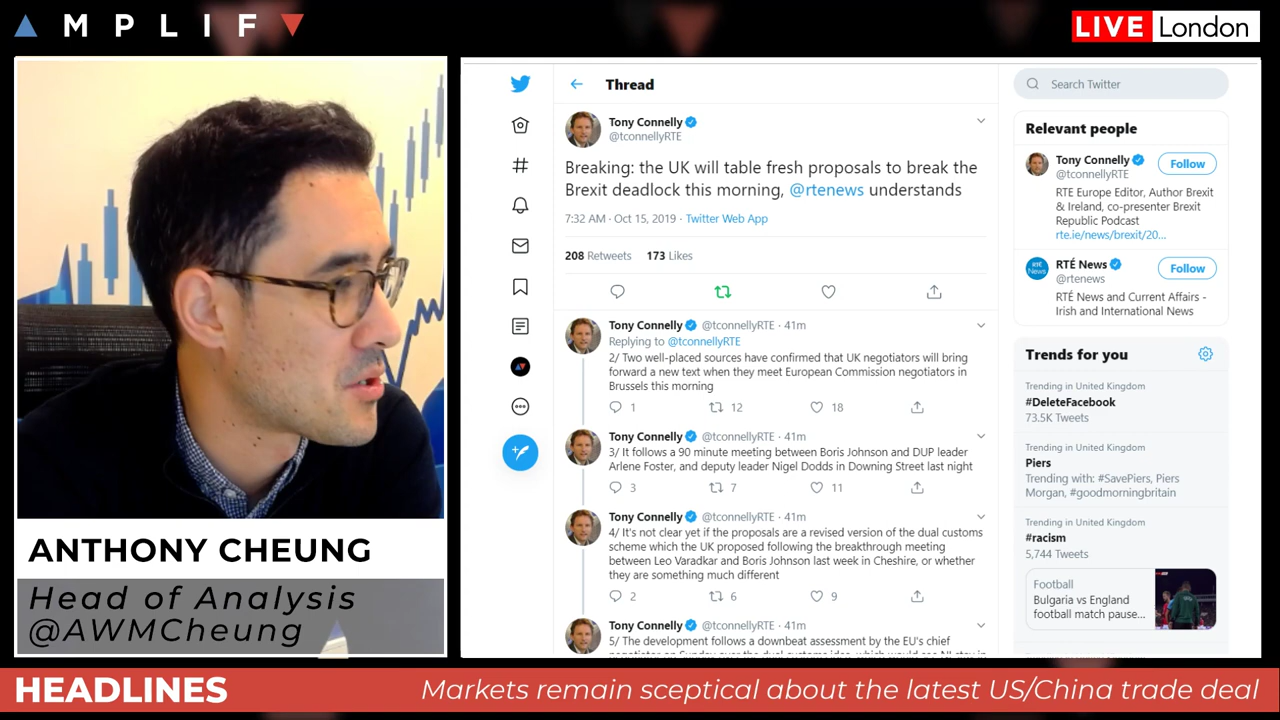 AMPLIFY
LIVE London
ANTHONY CHEUNG
Head of Analysis
@AWMCheung
Thread
Tony Connelly
@tconnellyRTE
Breaking: the UK will table fresh proposals to break the
Brexit deadlock this morning, @rtenews understands
7:32 AM · Oct 15, 2019 · Twitter Web App
208 Retweets 173 Likes
Tony Connelly @tconnellyRTE · 41m
Replying to @tconnellyRTE
2/ Two well-placed sources have confirmed that UK negotiators will bring
forward a new text when they meet European Commission negotiators in
Brussels this morning
1 12 18
Tony Connelly @tconnellyRTE · 41m
3/ It follows a 90 minute meeting between Boris Johnson and DUP leader
Arlene Foster, and deputy leader Nigel Dodds in Downing Street last night
3 7 11
Tony Connelly @tconnellyRTE · 41m
4/ It's not clear yet if the proposals are a revised version of the dual customs
scheme which the UK proposed following the breakthrough meeting
between Leo Varadkar and Boris Johnson last week in Cheshire, or whether
they are something much different
2 6 9
Tony Connelly @tconnellyRTE · 41m
5/ The development follows a downbeat assessment by the EU's chief
Search Twitter
Relevant people
Tony Connelly
@tconnellyRTE
Follow
RTE Europe Editor, Author Brexit
& Ireland, co-presenter Brexit
Republic Podcast
rte.ie/news/brexit/20...
RTÉ News
@rtenews
Follow
RTÉ News and Current Affairs -
Irish and International News
Trends for you
Trending in United Kingdom
#DeleteFacebook
73.5K Tweets
Trending in United Kingdom
Piers
Trending with: #SavePiers, Piers
Morgan, #goodmorningbritain
Trending in United Kingdom
#racism
5,744 Tweets
Football
Bulgaria vs England
football match pause...
HEADLINES
Markets remain sceptical about the latest US/China trade deal